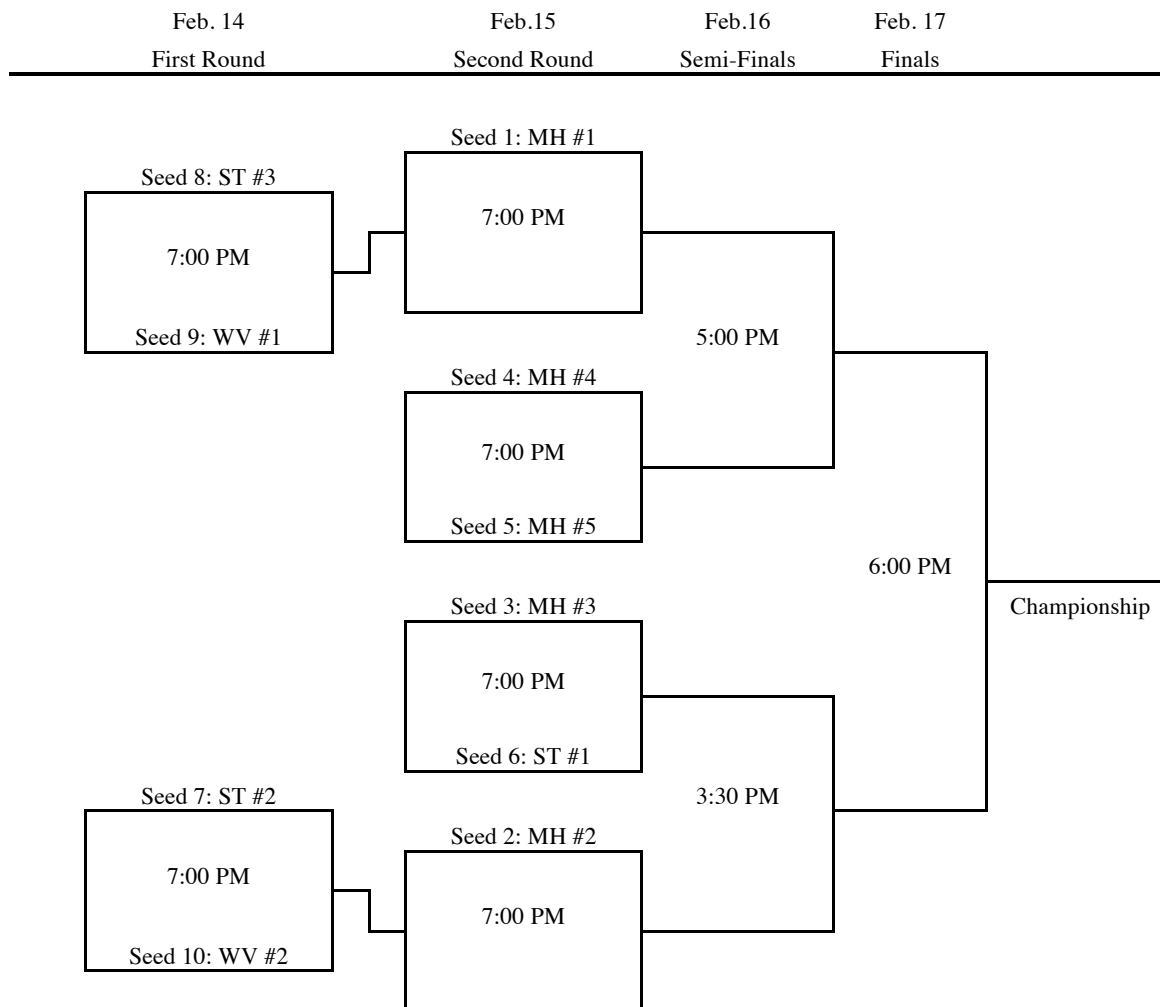 Feb. 14 Feb.15 Feb.16 Feb. 17
First Round Second Round Semi-Finals Finals
Seed 1: MH #1
Seed 8: ST #3
7:00 PM
7:00 PM
Seed 9: WV #1
5:00 PM
Seed 4: MH #4
7:00 PM
Seed 5: MH #5
6:00 PM
Seed 3: MH #3
Championship
7:00 PM
Seed 6: ST #1
Seed 7: ST #2
3:30 PM
Seed 2: MH #2
7:00 PM
7:00 PM
Seed 10: WV #2